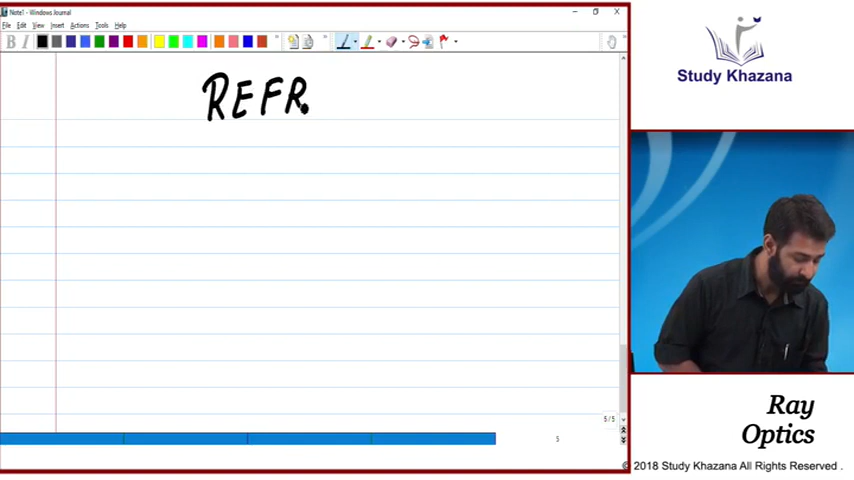 Note1 - Windows Journal
File Edit View Insert Actions Tools Help
B I
REFR
Study Khazana
5/5
5
Ray
Optics
© 2018 Study Khazana All Rights Reserved .